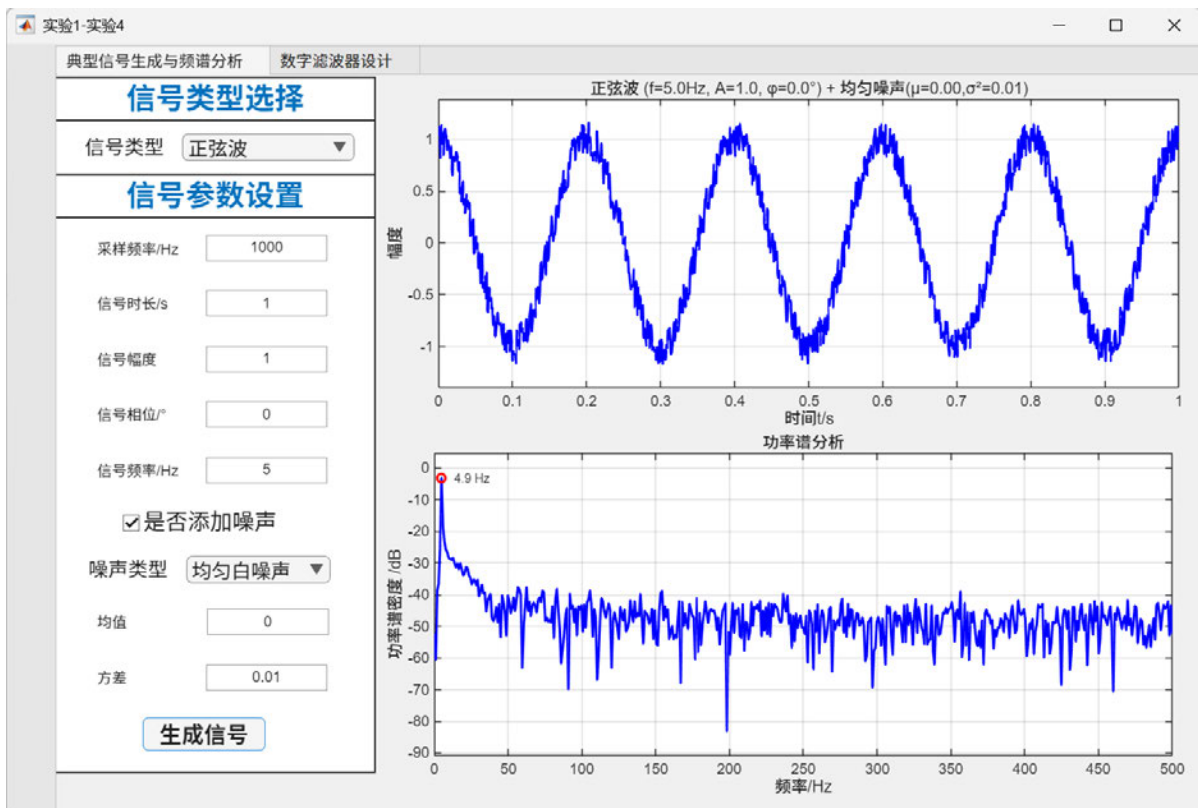 实验1-实验4
典型信号生成与频谱分析
数字滤波器设计
信号类型选择
信号类型
正弦波
信号参数设置
采样频率/Hz
1000
信号时长/s
1
信号幅度
1
信号相位/°
0
信号频率/Hz
5
是否添加噪声
噪声类型
均匀白噪声
均值
0
方差
0.01
生成信号
正弦波 (f=5.0Hz, A=1.0, φ=0.0°) + 均匀噪声(μ=0.00,σ²=0.01)
幅度
1
0.5
0
-0.5
-1
0 0.1 0.2 0.3 0.4 0.5 0.6 0.7 0.8 0.9 1
时间t/s
功率谱分析
4.9 Hz
功率谱密度 /dB
0
-10
-20
-30
-40
-50
-60
-70
-80
-90
0 50 100 150 200 250 300 350 400 450 500
频率/Hz